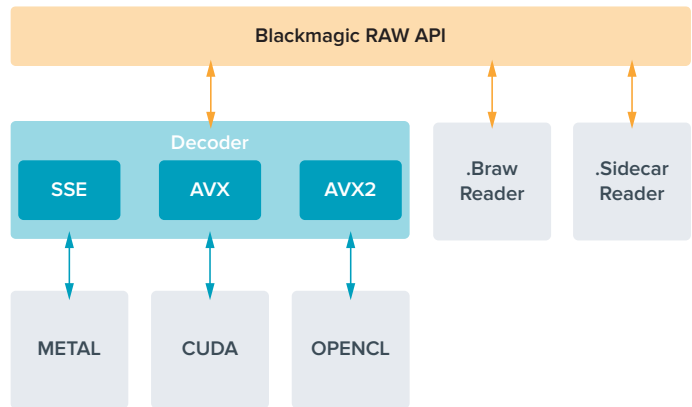 Blackmagic RAW API
Decoder
SSE
AVX
AVX2
.Braw
Reader
.Sidecar
Reader
METAL
CUDA
OPENCL